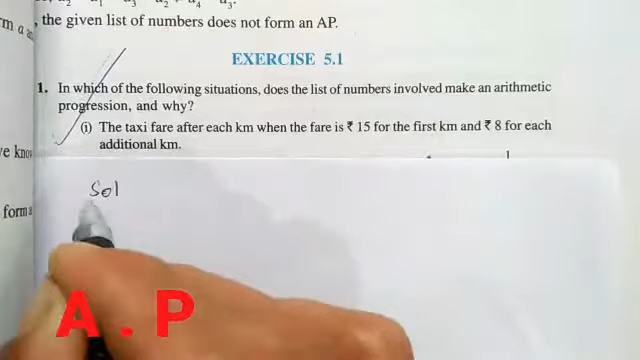 , the given list of numbers does not form an AP.
EXERCISE 5.1
1. In which of the following situations, does the list of numbers involved make an arithmetic
progression, and why?
(i) The taxi fare after each km when the fare is ₹ 15 for the first km and ₹ 8 for each
additional km.
Sol
A . P